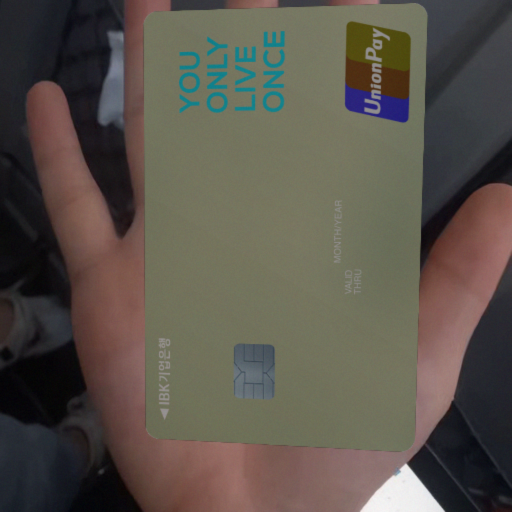 YOU
ONLY
LIVE
ONCE
UnionPay
MONTH/YEAR
VALID
THRU
IBK기업은행